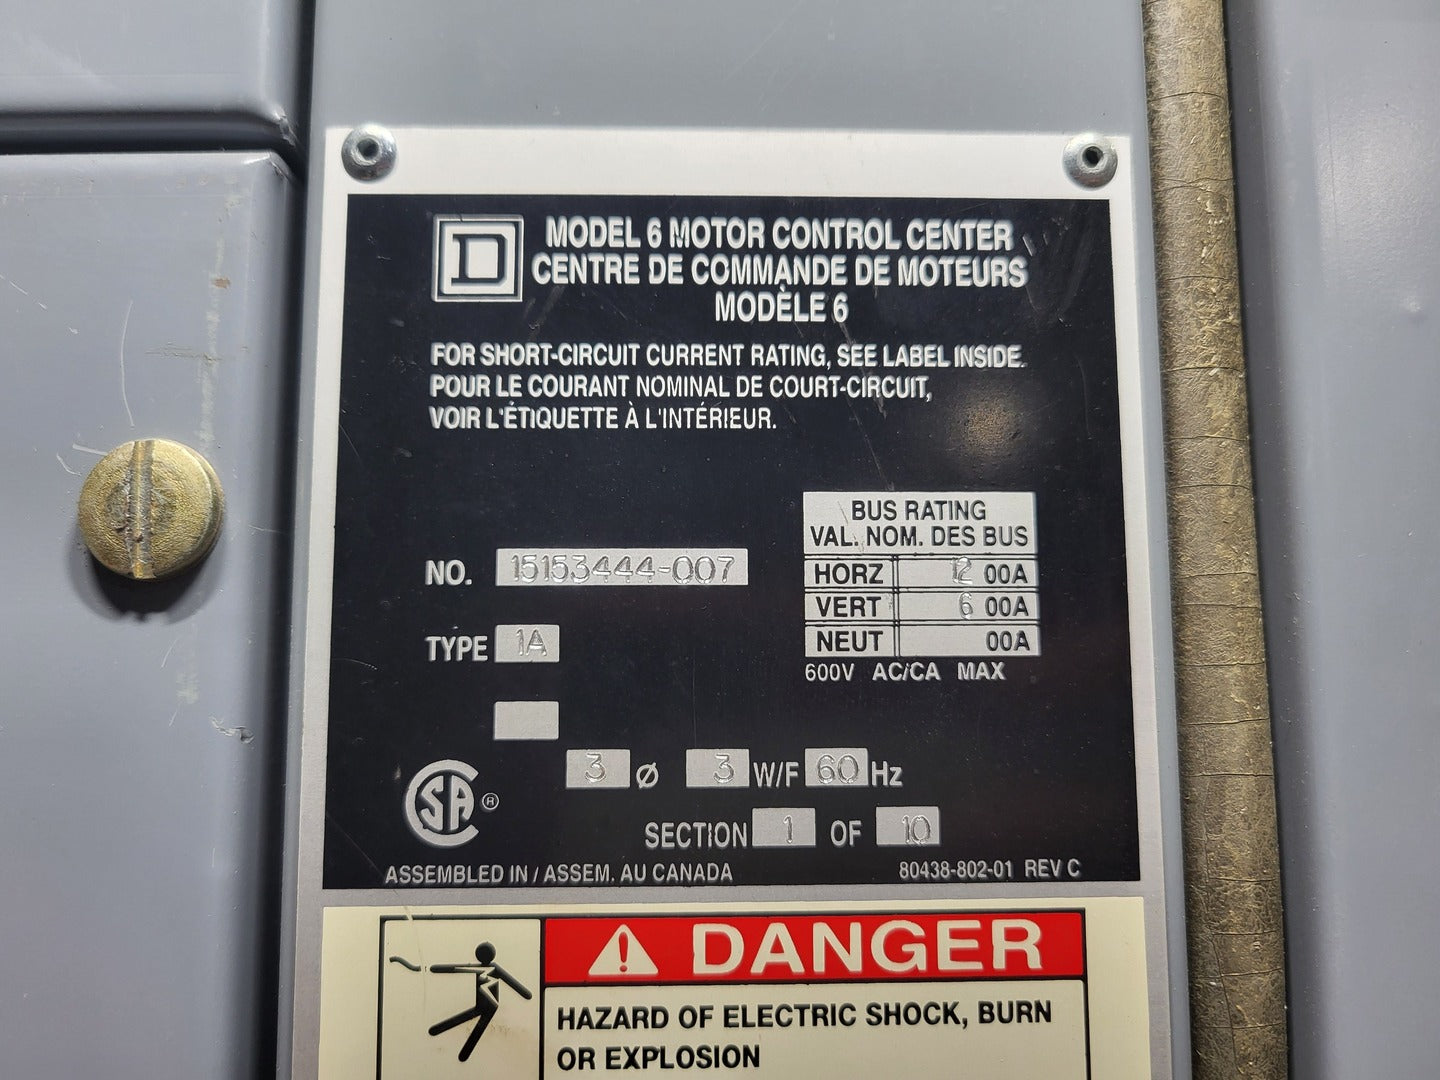 D MODEL 6 MOTOR CONTROL CENTER
CENTRE DE COMMANDE DE MOTEURS
MODÈLE 6
FOR SHORT-CIRCUIT CURRENT RATING, SEE LABEL INSIDE.
POUR LE COURANT NOMINAL DE COURT-CIRCUIT,
VOIR L'ÉTIQUETTE À L'INTÉRIEUR.
BUS RATING
VAL. NOM. DES BUS
HORZ 12 00A
VERT 6 00A
NEUT 00A
600V AC/CA MAX
NO. 15153444-007
TYPE 1A
3 Ø 3 W/F 60 Hz
SA ®
SECTION 1 OF 10
ASSEMBLED IN / ASSEM. AU CANADA 80438-802-01 REV C
DANGER
HAZARD OF ELECTRIC SHOCK, BURN
OR EXPLOSION